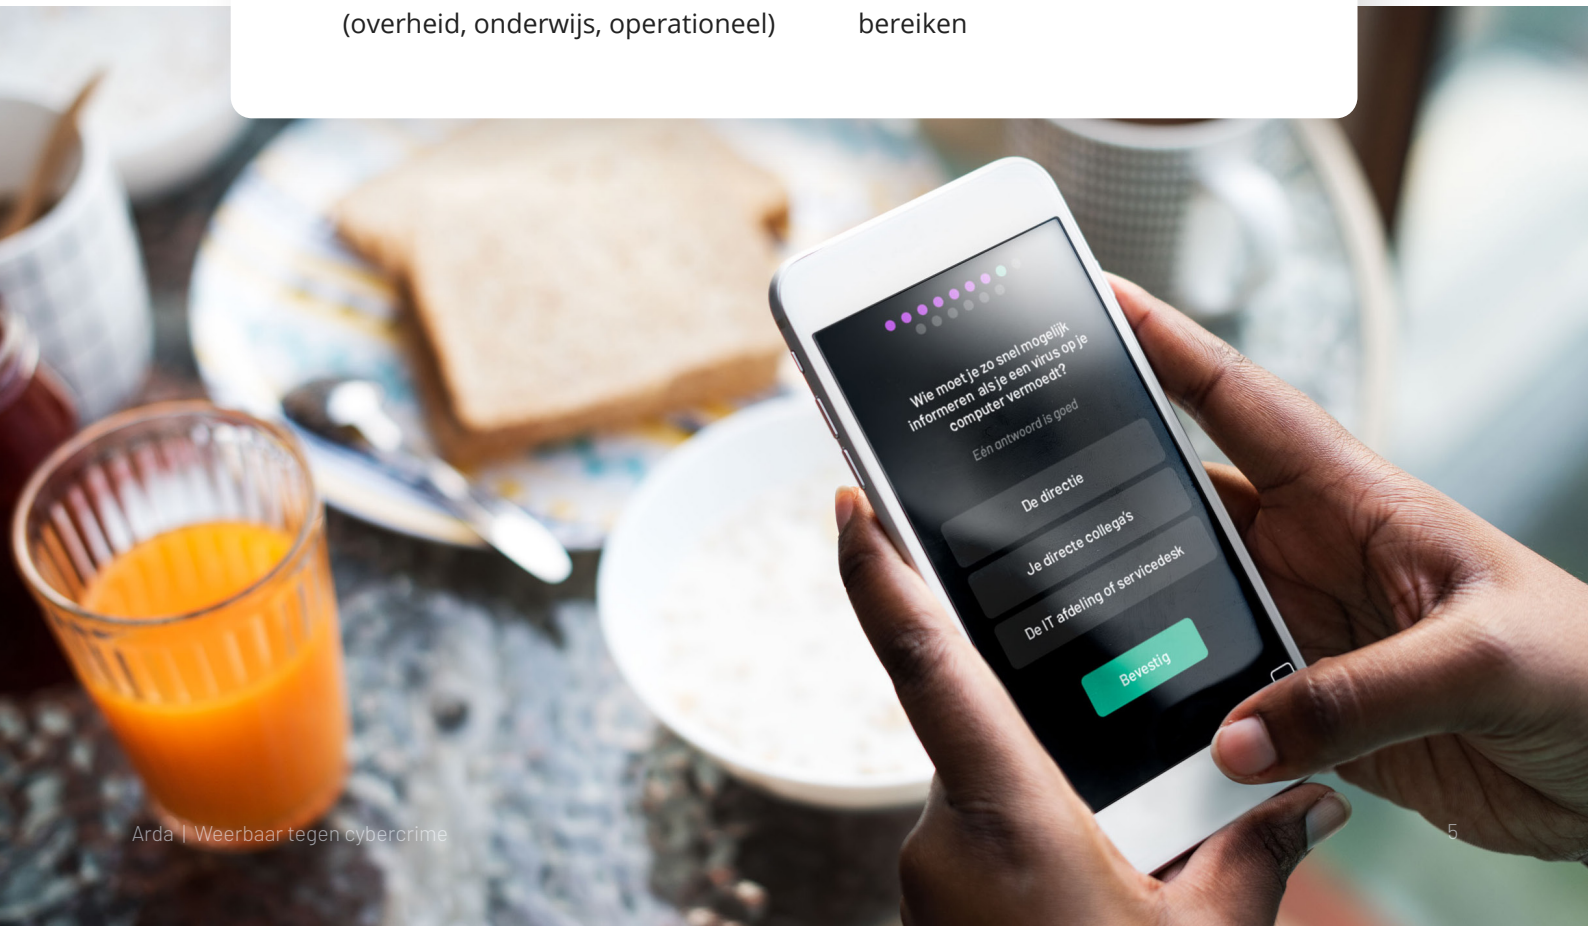 (overheid, onderwijs, operationeel)
bereiken
Wie moet je zo snel mogelijk
informeren als je een virus op je
computer vermoedt?
Eén antwoord is goed
De directie
Je directe collega's
De IT afdeling of servicedesk
Bevestig
Arda | Weerbaar tegen cybercrime
5